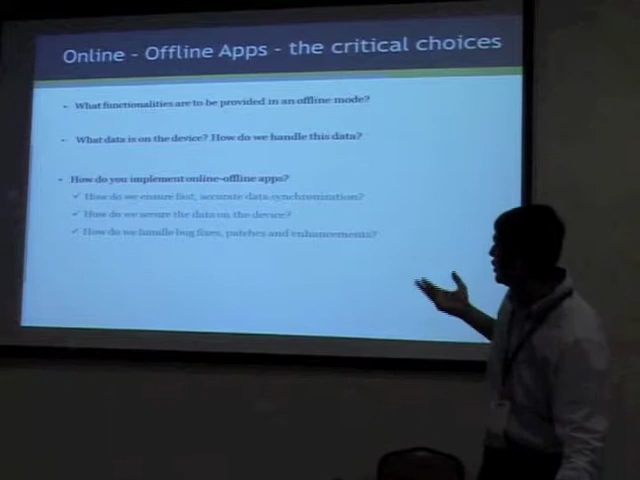 Online - Offline Apps - the critical choices
- What functionalities are to be provided in an offline mode?
- What data is on the device? How do we handle this data?
- How do you implement online-offline apps?
✓ How do we ensure fast, accurate data synchronization?
✓ How do we secure the data on the device?
✓ How do we handle bug fixes, patches and enhancements?